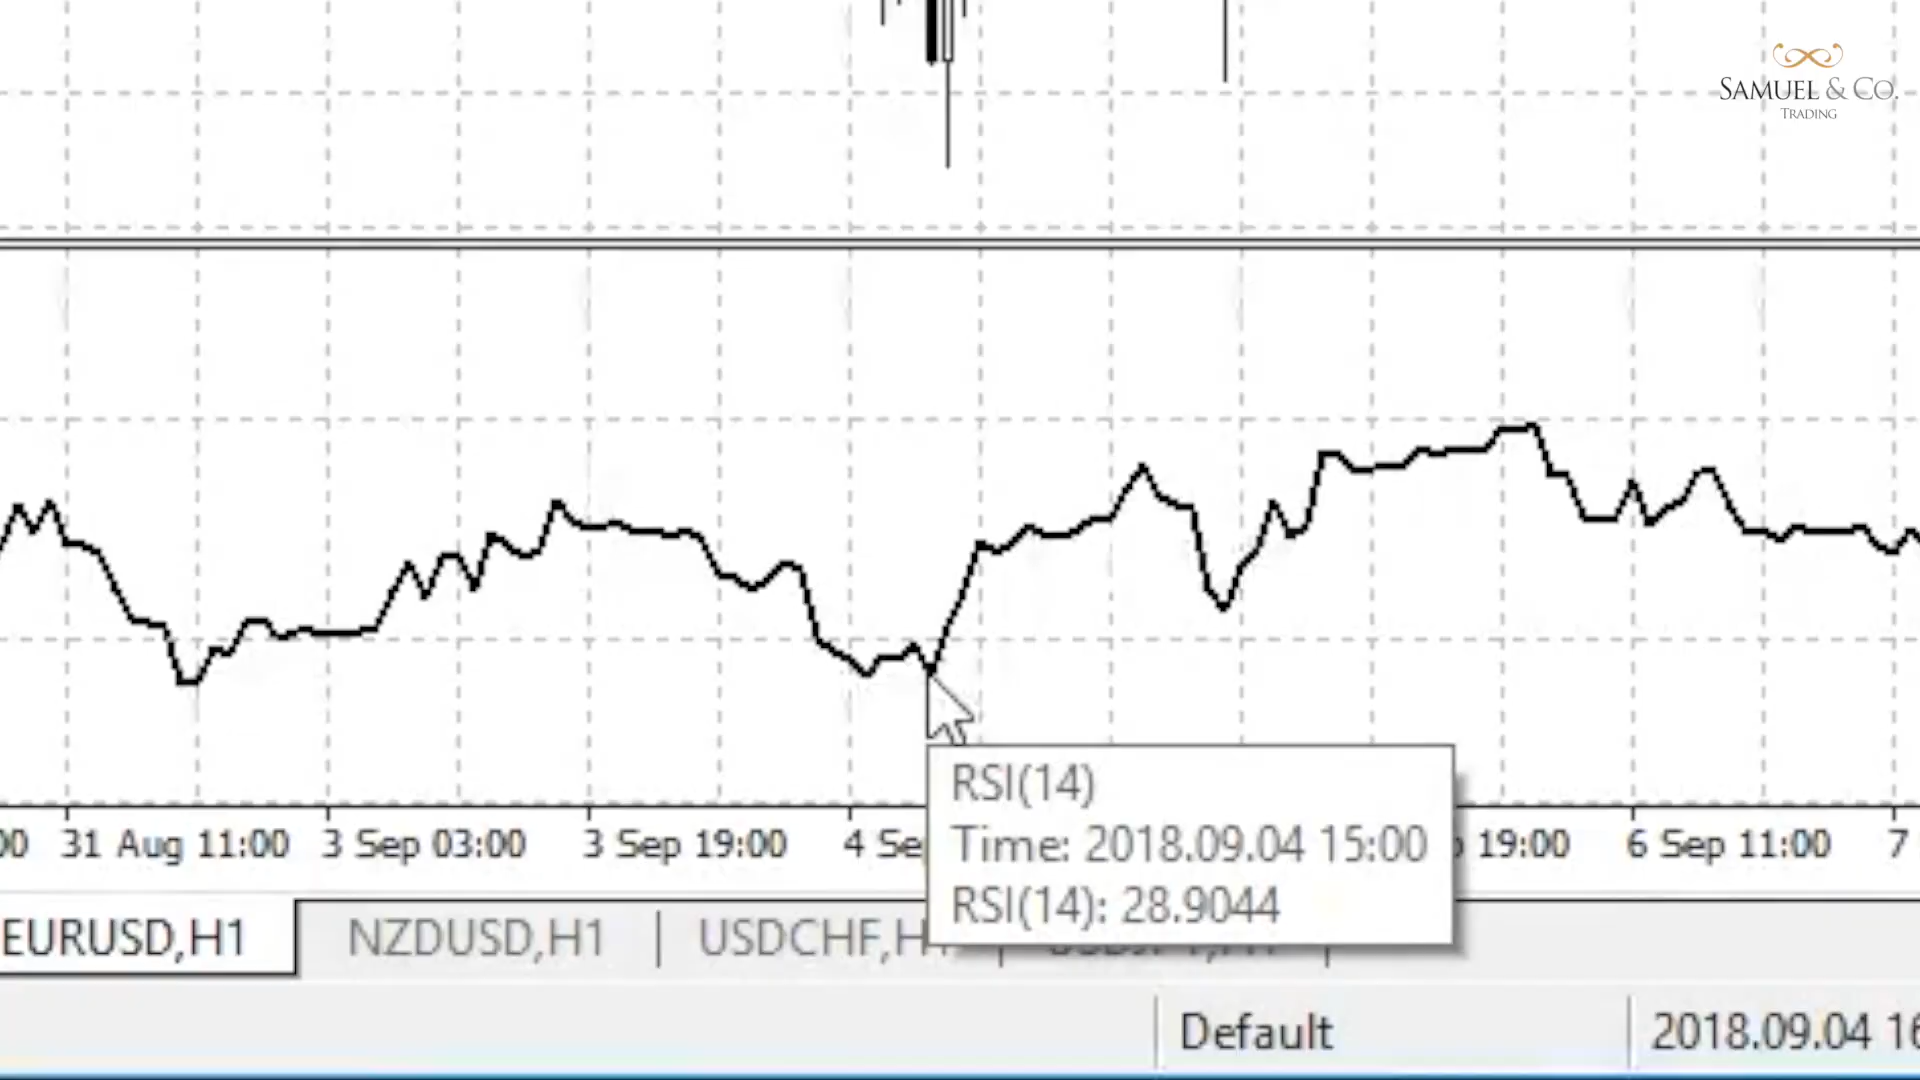 SAMUEL & CO.
TRADING
RSI(14)
Time: 2018.09.04 15:00
RSI(14): 28.9044
00 31 Aug 11:00 3 Sep 03:00 3 Sep 19:00 4 Se 19:00 6 Sep 11:00 7
EURUSD,H1 NZDUSD,H1 USDCHF,H
Default 2018.09.04 16